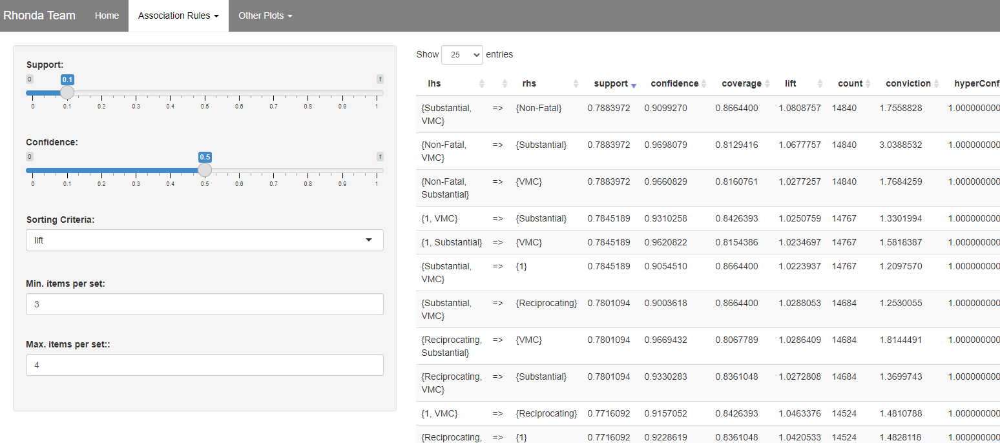 Rhonda Team Home Association Rules Other Plots
Support:
0 0.1 1
0 0.1 0.2 0.3 0.4 0.5 0.6 0.7 0.8 0.9 1
Confidence:
0 0.5 1
0 0.1 0.2 0.3 0.4 0.5 0.6 0.7 0.8 0.9 1
Sorting Criteria:
lift
Min. items per set:
3
Max. items per set::
4
Show 25 entries
lhs rhs support confidence coverage lift count conviction hyperConf
{Substantial, => {Non-Fatal} 0.7883972 0.9099270 0.8664400 1.0808757 14840 1.7558828 1.000000000
VMC}
{Non-Fatal, => {Substantial} 0.7883972 0.9698079 0.8129416 1.0677757 14840 3.0388532 1.000000000
VMC}
{Non-Fatal, => {VMC} 0.7883972 0.9660829 0.8160761 1.0277257 14840 1.7684259 1.000000000
Substantial}
{1, VMC} => {Substantial} 0.7845189 0.9310258 0.8426393 1.0250759 14767 1.3301994 1.000000000
{1, Substantial} => {VMC} 0.7845189 0.9620822 0.8154386 1.0234697 14767 1.5818387 1.000000000
{Substantial, => {1} 0.7845189 0.9054510 0.8664400 1.0223937 14767 1.2097570 1.000000000
VMC}
{Substantial, => {Reciprocating} 0.7801094 0.9003618 0.8664400 1.0288053 14684 1.2530055 1.000000000
VMC}
{Reciprocating, => {VMC} 0.7801094 0.9669432 0.8067789 1.0286409 14684 1.8144491 1.000000000
Substantial}
{Reciprocating, => {Substantial} 0.7801094 0.9330283 0.8361048 1.0272808 14684 1.3699743 1.000000000
VMC}
{1, VMC} => {Reciprocating} 0.7716092 0.9157052 0.8426393 1.0463376 14524 1.4810788 1.000000000
{Reciprocating, => {1} 0.7716092 0.9228619 0.8361048 1.0420533 14524 1.4828118 1.000000000